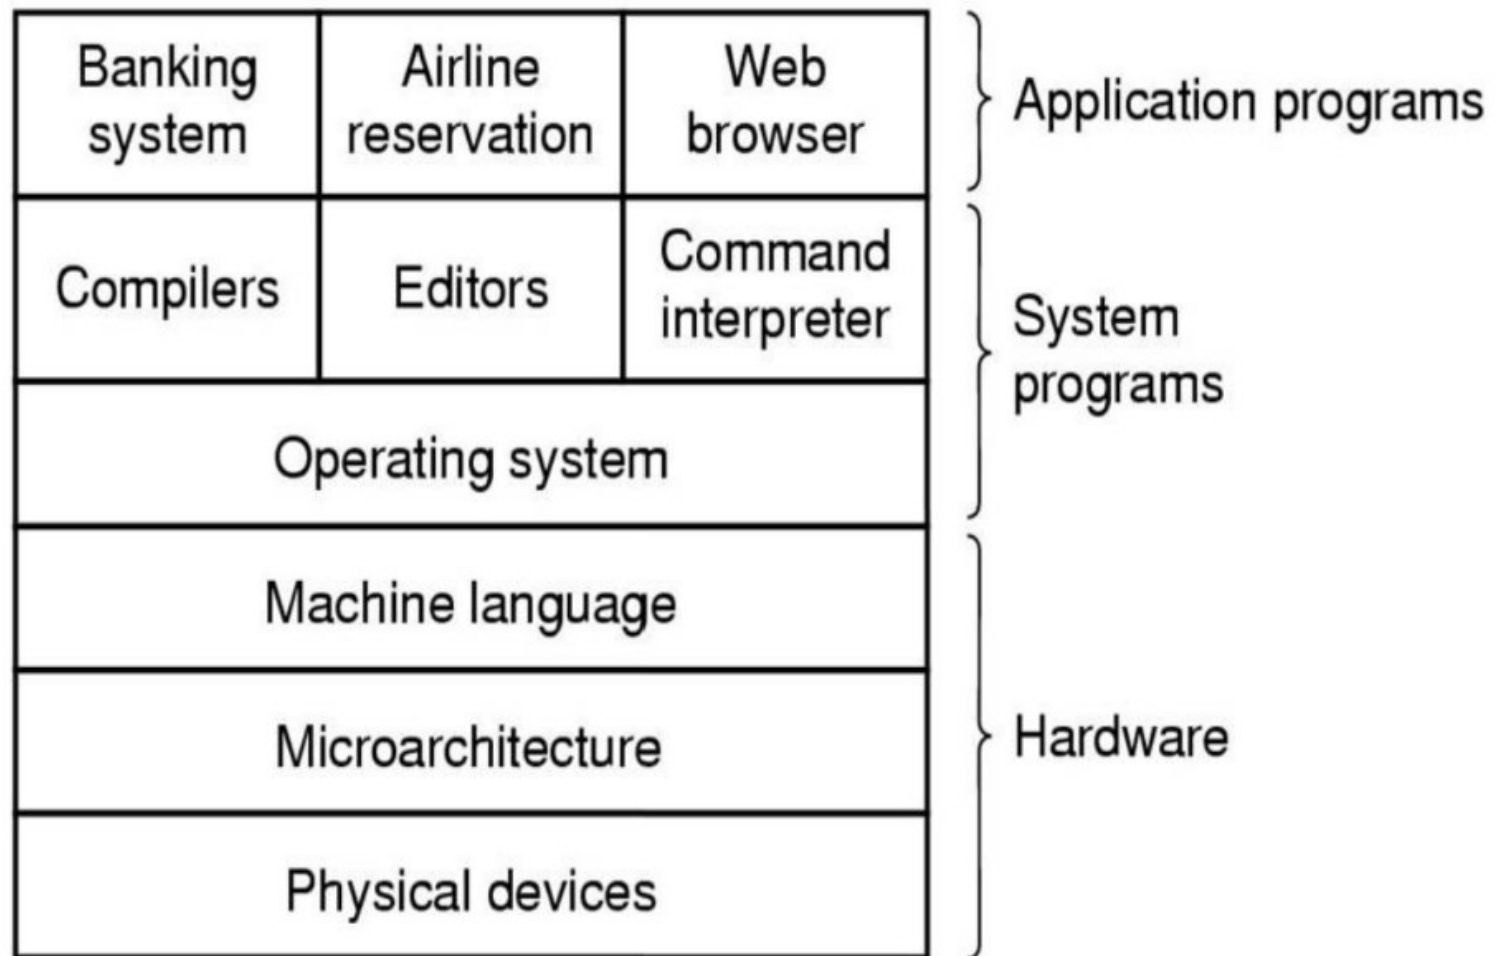 Banking
system
Airline
reservation
Web
browser
Application programs
Compilers
Editors
Command
interpreter
System
programs
Operating system
Machine language
Microarchitecture
Hardware
Physical devices